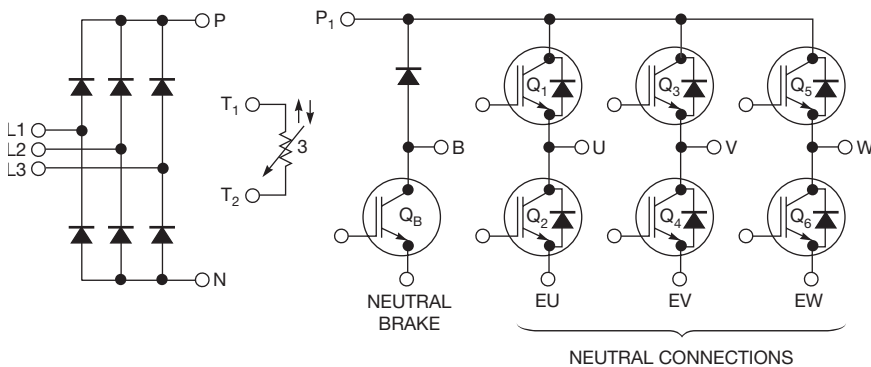 P
P1
L1
L2
L3
N
T1
T2
3
B
QB
NEUTRAL
BRAKE
Q1
Q3
Q5
U
V
W
Q2
Q4
Q6
EU
EV
EW
NEUTRAL CONNECTIONS